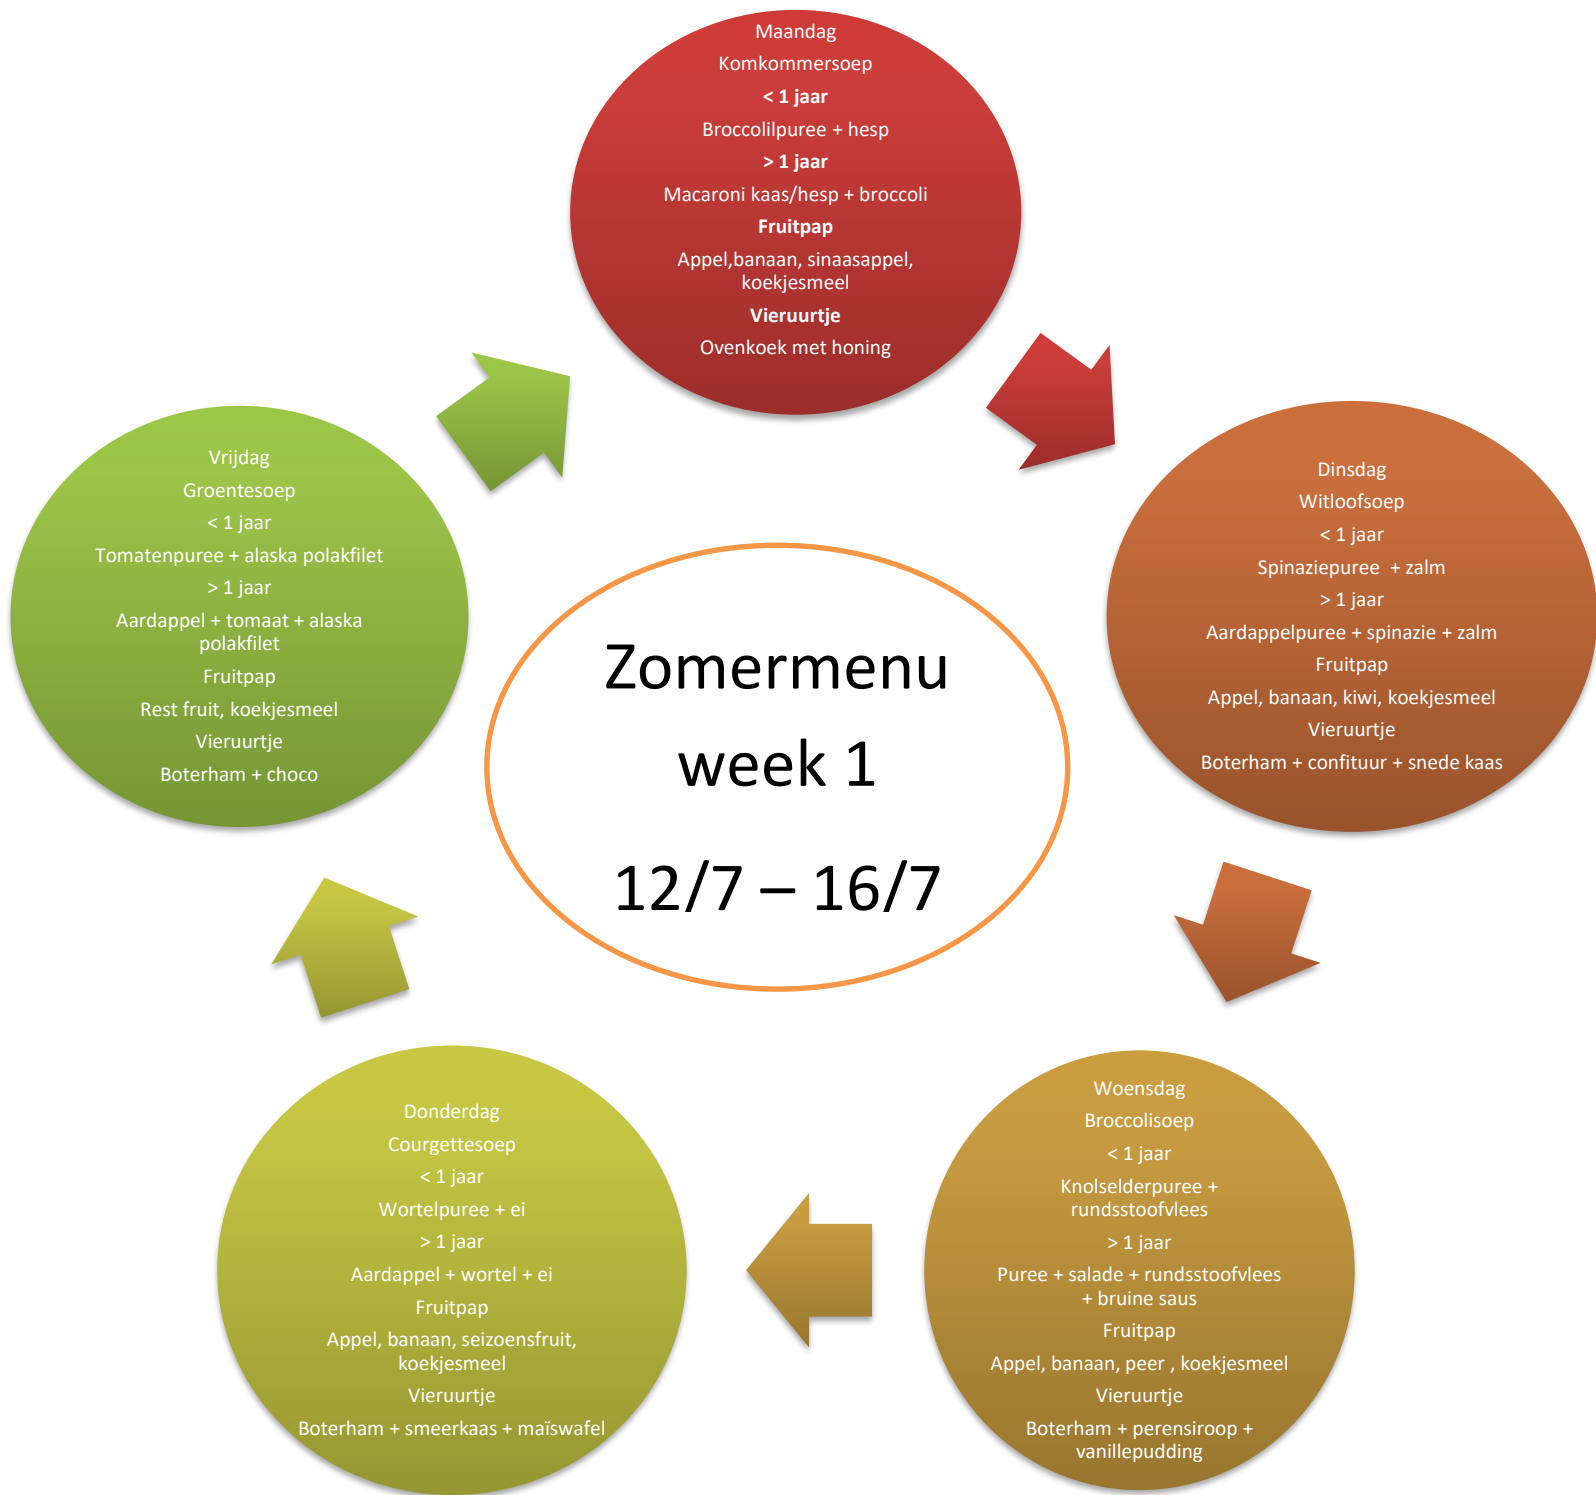 Maandag
Komkommersoep
< 1 jaar
Broccolilpuree + hesp
> 1 jaar
Macaroni kaas/hesp + broccoli
Fruitpap
Appel,banaan, sinaasappel,
koekjesmeel
Vieruurtje
Ovenkoek met honing
Dinsdag
Witloofsoep
< 1 jaar
Spinaziepuree + zalm
> 1 jaar
Aardappelpuree + spinazie + zalm
Fruitpap
Appel, banaan, kiwi, koekjesmeel
Vieruurtje
Boterham + confituur + snede kaas
Woensdag
Broccolisoep
< 1 jaar
Knolselderpuree +
rundsstoofvlees
> 1 jaar
Puree + salade + rundsstoofvlees
+ bruine saus
Fruitpap
Appel, banaan, peer , koekjesmeel
Vieruurtje
Boterham + perensiroop +
vanillepudding
Donderdag
Courgettesoep
< 1 jaar
Wortelpuree + ei
> 1 jaar
Aardappel + wortel + ei
Fruitpap
Appel, banaan, seizoensfruit,
koekjesmeel
Vieruurtje
Boterham + smeerkaas + maïswafel
Vrijdag
Groentesoep
< 1 jaar
Tomatenpuree + alaska polakfilet
> 1 jaar
Aardappel + tomaat + alaska
polakfilet
Fruitpap
Rest fruit, koekjesmeel
Vieruurtje
Boterham + choco
Zomermenu
week 1
12/7 – 16/7